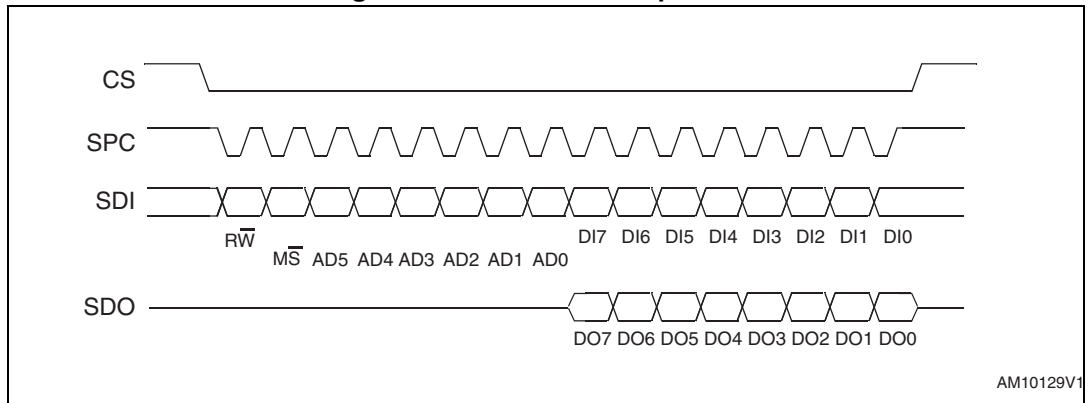 CS
SPC
SDI
RW̅ DI7 DI6 DI5 DI4 DI3 DI2 DI1 DI0
MS̅ AD5 AD4 AD3 AD2 AD1 AD0
SDO
DO7 DO6 DO5 DO4 DO3 DO2 DO1 DO0
AM10129V1